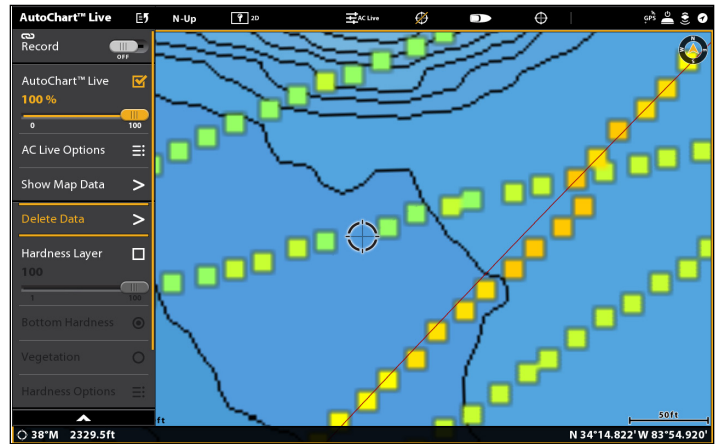 AutoChart™ Live N-Up 2D AC Live GPS
Record
OFF
AutoChart™ Live
100 %
0 100
AC Live Options
Show Map Data >
Delete Data >
Hardness Layer
100
1 100
Bottom Hardness
Vegetation
Hardness Options
ft
50ft
38°M 2329.5ft N 34°14.822' W 83°54.920'